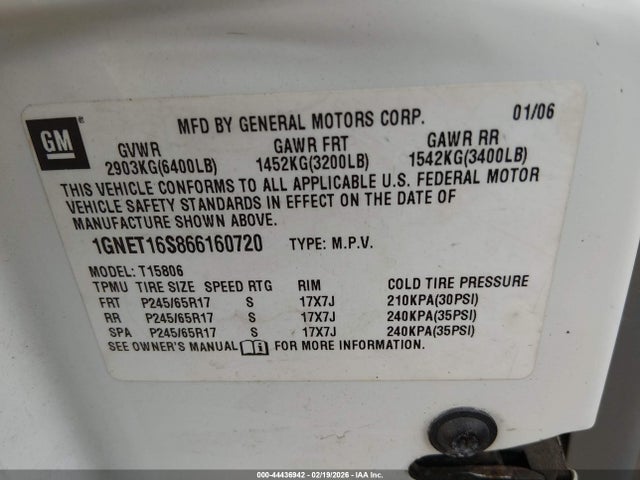 MFD BY GENERAL MOTORS CORP. 01/06
GM
GVWR GAWR FRT GAWR RR
2903KG(6400LB) 1452KG(3200LB) 1542KG(3400LB)
THIS VEHICLE CONFORMS TO ALL APPLICABLE U.S. FEDERAL MOTOR
VEHICLE SAFETY STANDARDS IN EFFECT ON THE DATE OF
MANUFACTURE SHOWN ABOVE.
1GNET16S866160720 TYPE: M.P.V.
MODEL: T15806
TPMU TIRE SIZE SPEED RTG RIM COLD TIRE PRESSURE
FRT P245/65R17 S 17X7J 210KPA(30PSI)
RR P245/65R17 S 17X7J 240KPA(35PSI)
SPA P245/65R17 S 17X7J 240KPA(35PSI)
SEE OWNER'S MANUAL FOR MORE INFORMATION.
000-44436942 - 02/19/2026 - IAA Inc.